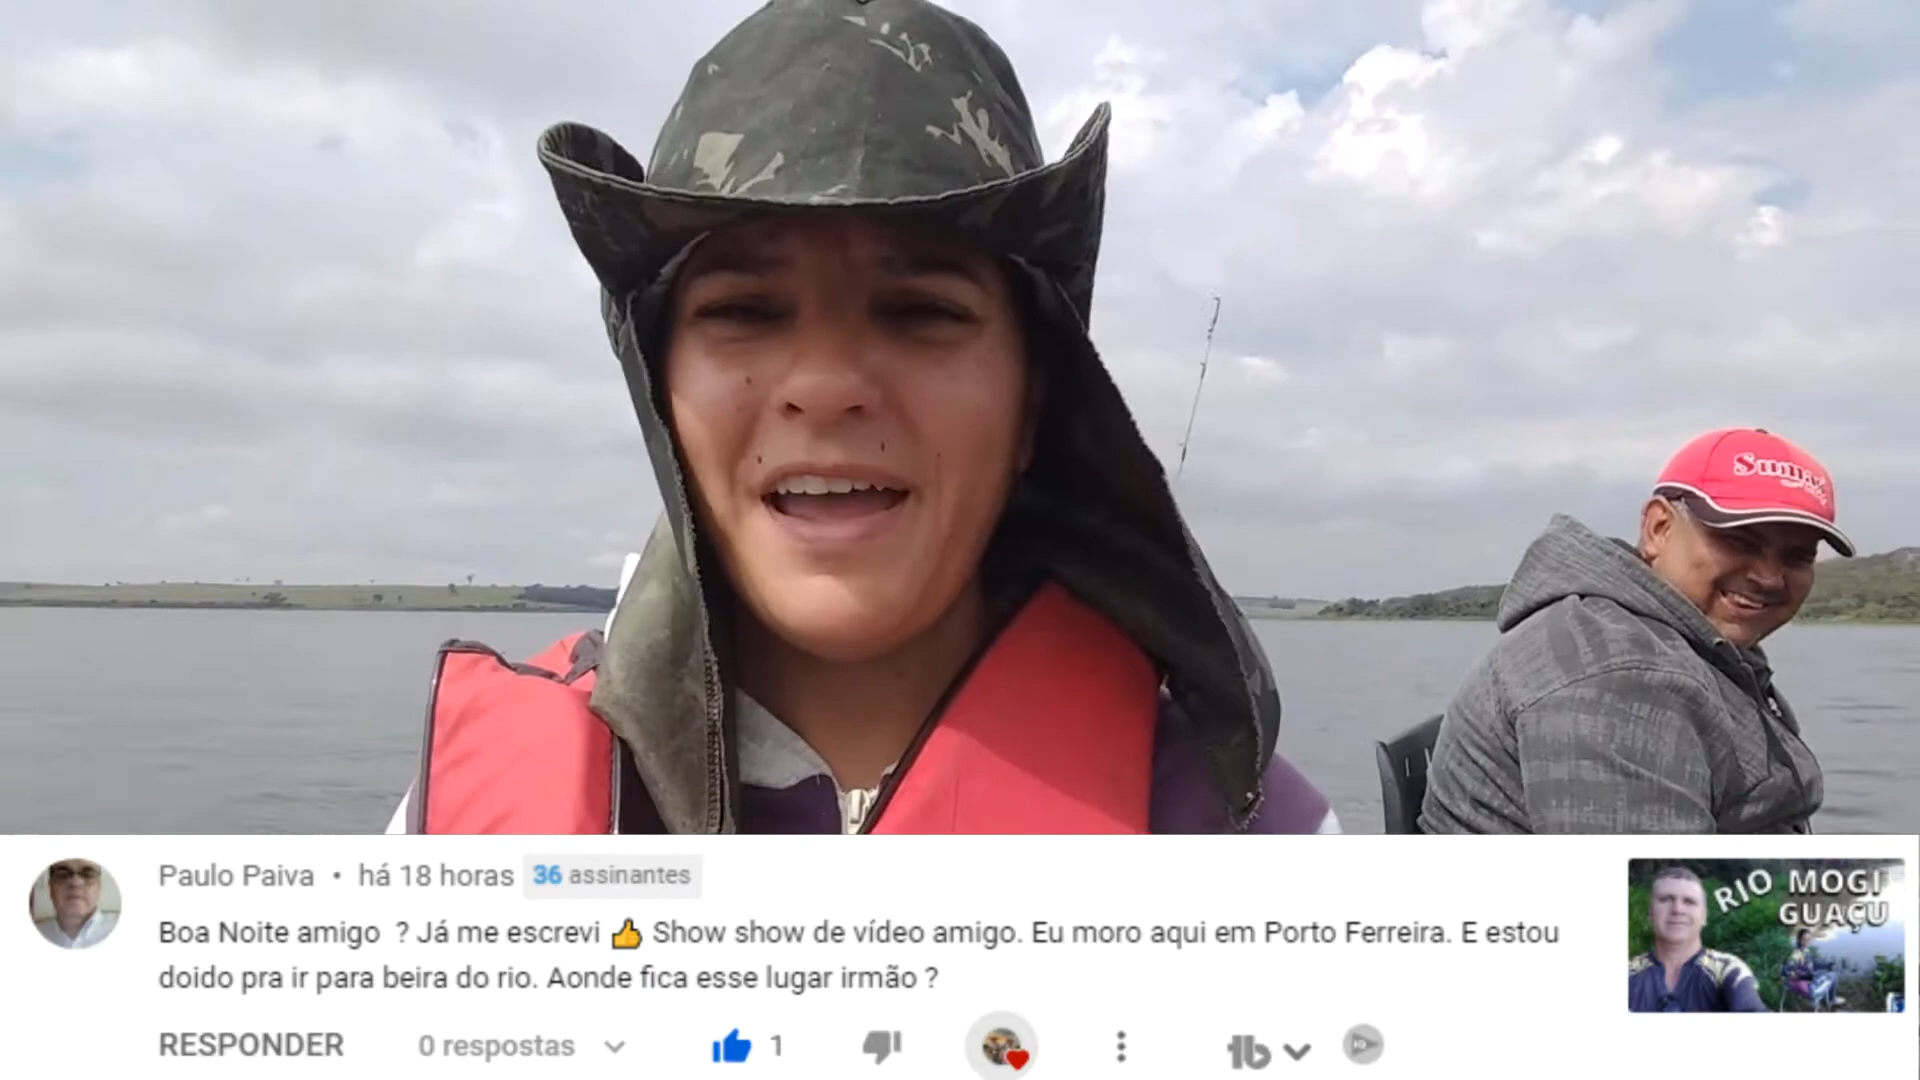 Paulo Paiva • há 18 horas 36 assinantes
Boa Noite amigo ? Já me escrevi 👍 Show show de vídeo amigo. Eu moro aqui em Porto Ferreira. E estou
doido pra ir para beira do rio. Aonde fica esse lugar irmão ?
RESPONDER 0 respostas 1
RIO MOGI
GUAÇU